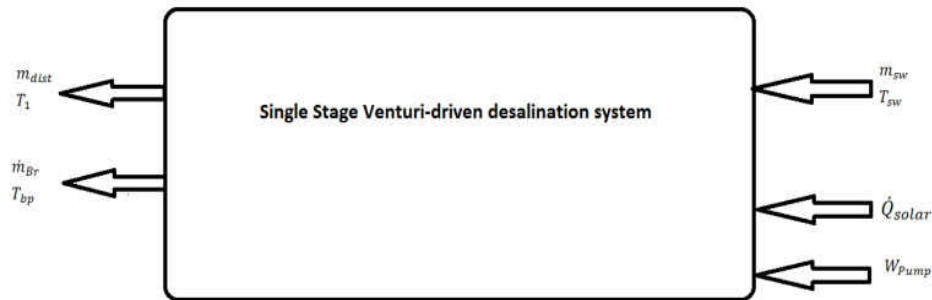 m_dist
T_1
Single Stage Venturi-driven desalination system
m_sw
T_sw
ṁ_Br
T_bp
Q̇_solar
W_Pump